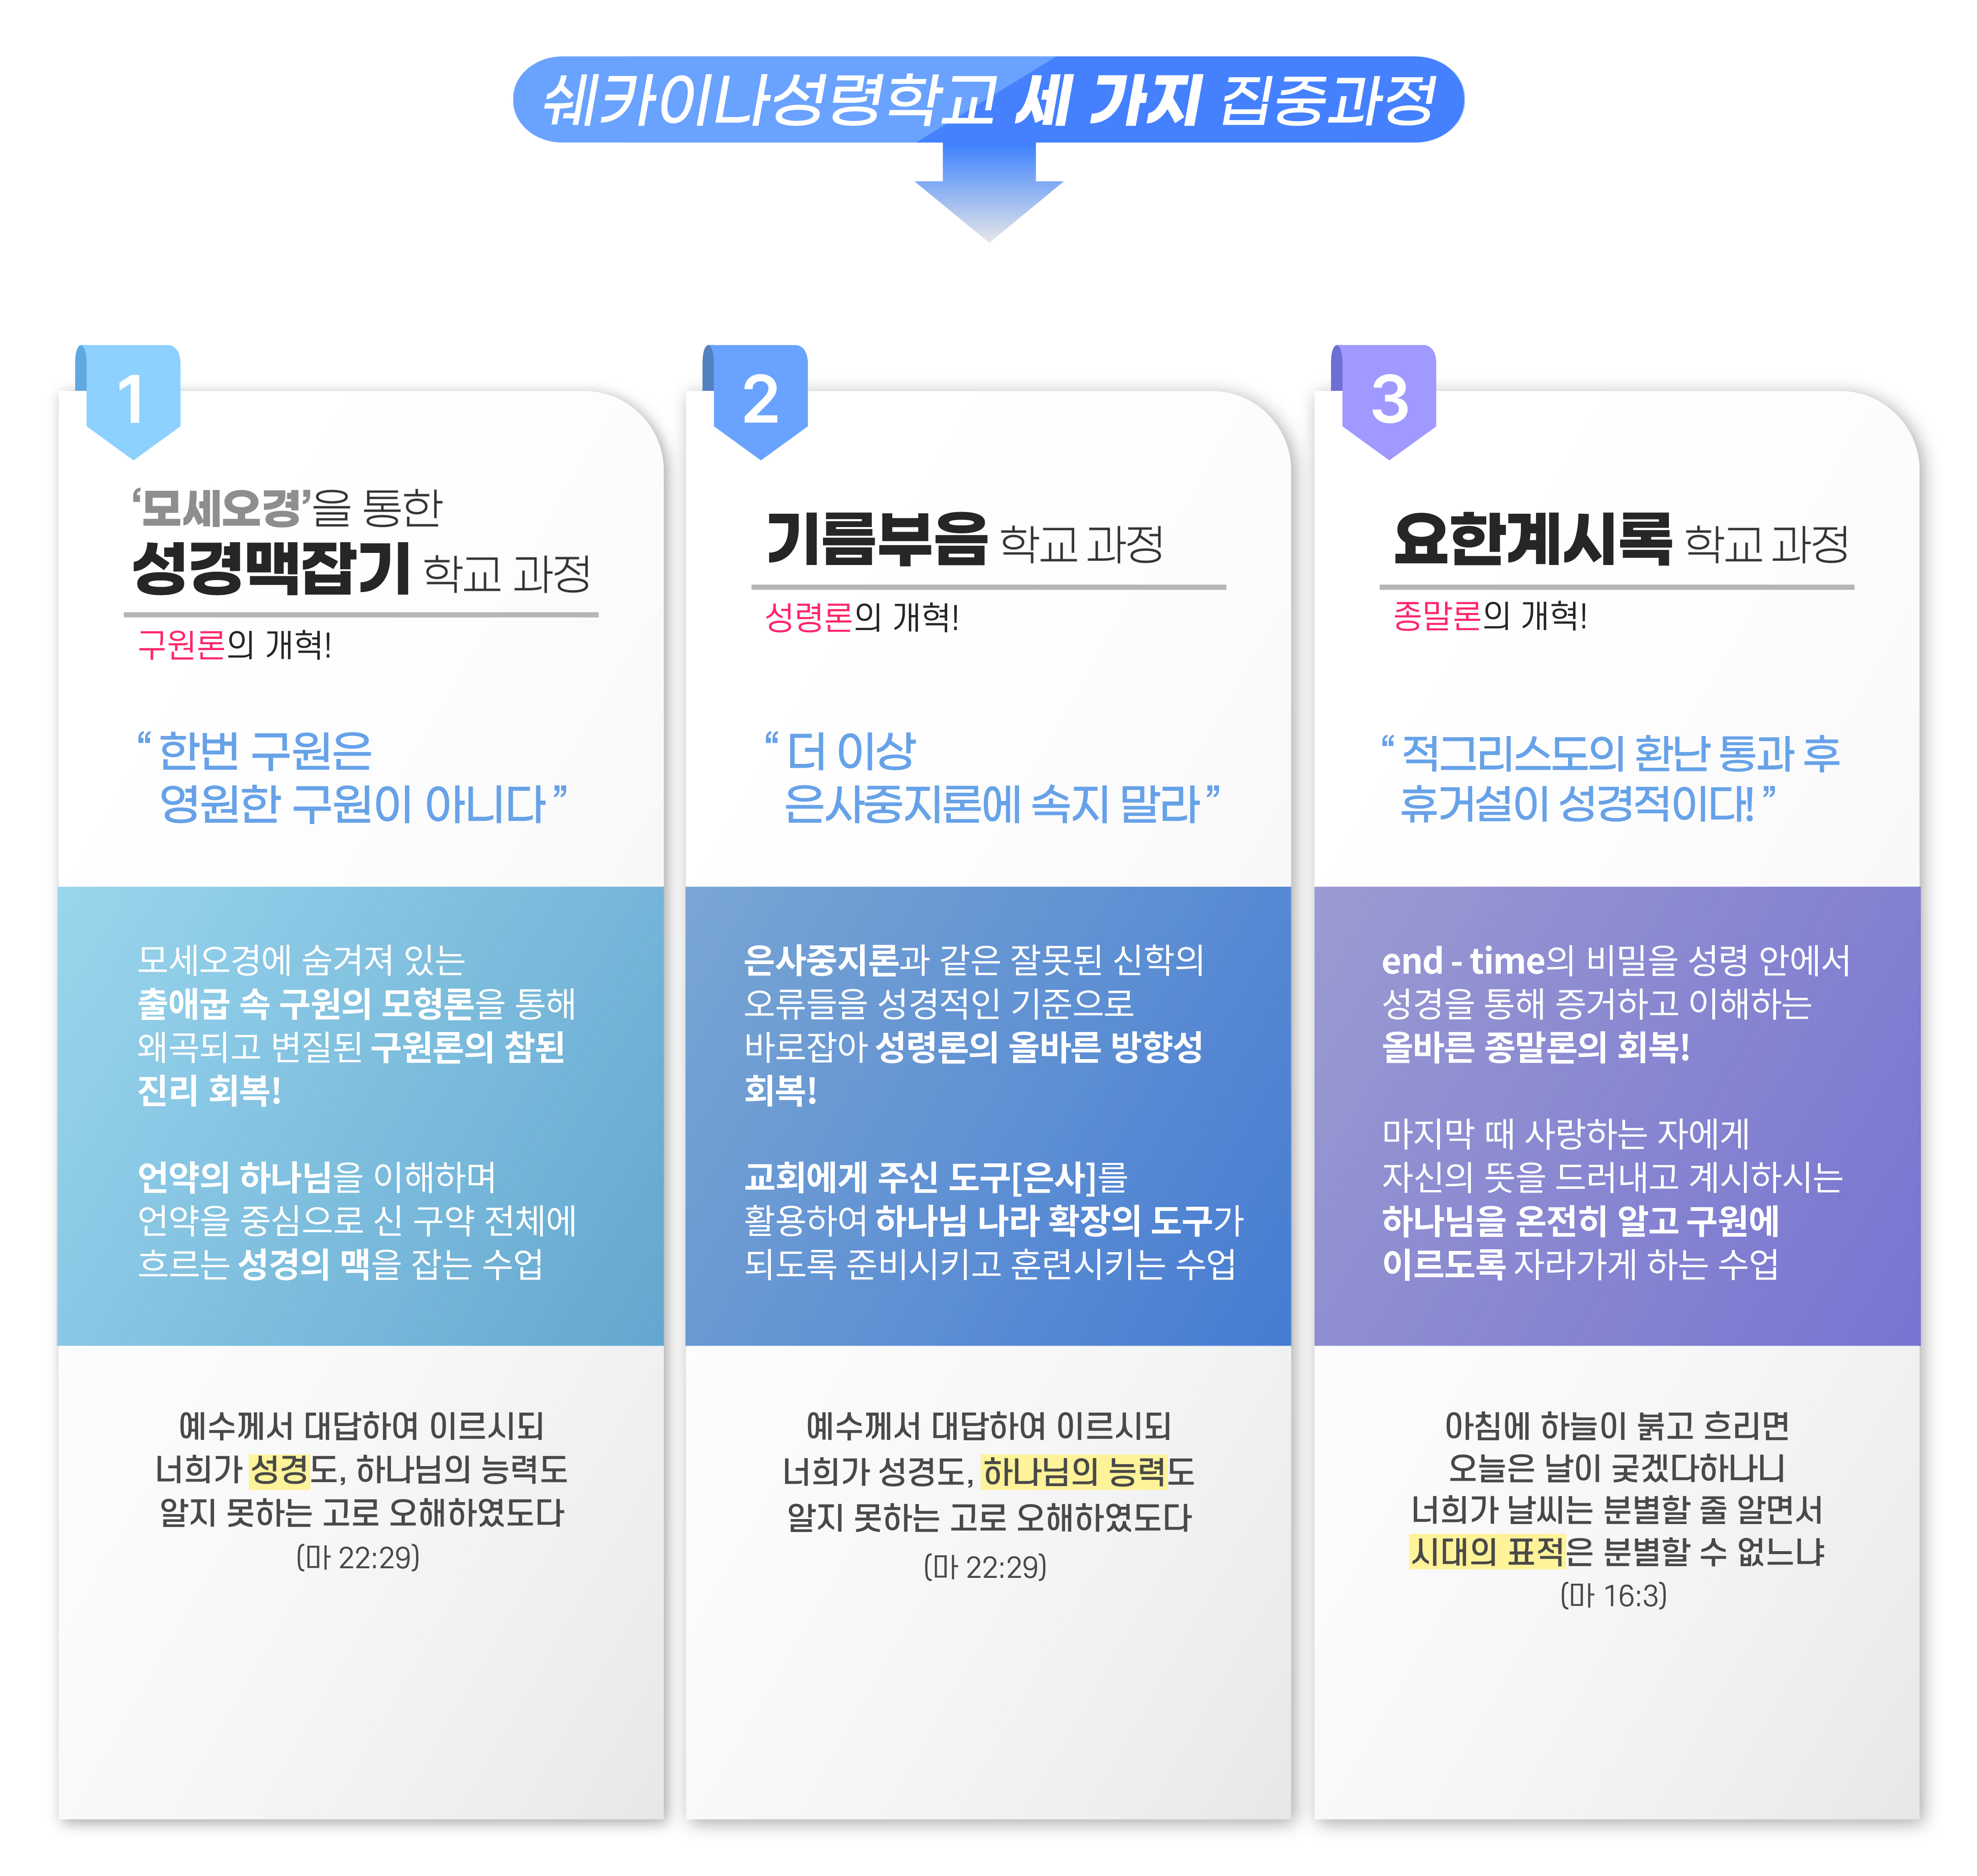 쉐카이나성령학교 세 가지 집중과정
1
'모세오경'을 통한
성경맥잡기 학교 과정
구원론의 개혁!
“ 한번 구원은
영원한 구원이 아니다 ”
모세오경에 숨겨져 있는
출애굽 속 구원의 모형론을 통해
왜곡되고 변질된 구원론의 참된
진리 회복!
언약의 하나님을 이해하며
언약을 중심으로 신 구약 전체에
흐르는 성경의 맥을 잡는 수업
예수께서 대답하여 이르시되
너희가 성경도, 하나님의 능력도
알지 못하는 고로 오해하였도다
(마 22:29)
2
기름부음 학교 과정
성령론의 개혁!
“ 더 이상
은사중지론에 속지 말라 ”
은사중지론과 같은 잘못된 신학의
오류들을 성경적인 기준으로
바로잡아 성령론의 올바른 방향성
회복!
교회에게 주신 도구[은사]를
활용하여 하나님 나라 확장의 도구가
되도록 준비시키고 훈련시키는 수업
예수께서 대답하여 이르시되
너희가 성경도, 하나님의 능력도
알지 못하는 고로 오해하였도다
(마 22:29)
3
요한계시록 학교 과정
종말론의 개혁!
“ 적그리스도의 환난 통과 후
휴거설이 성경적이다! ”
end - time의 비밀을 성령 안에서
성경을 통해 증거하고 이해하는
올바른 종말론의 회복!
마지막 때 사랑하는 자에게
자신의 뜻을 드러내고 계시하시는
하나님을 온전히 알고 구원에
이르도록 자라가게 하는 수업
아침에 하늘이 붉고 흐리면
오늘은 날이 궂겠다하나니
너희가 날씨는 분별할 줄 알면서
시대의 표적은 분별할 수 없느냐
(마 16:3)